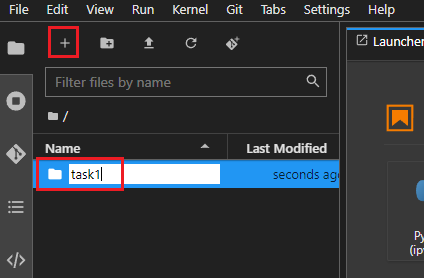 File Edit View Run Kernel Git Tabs Settings Help
Launcher
Filter files by name
/
Name Last Modified
task1 seconds ago
Py
(ip